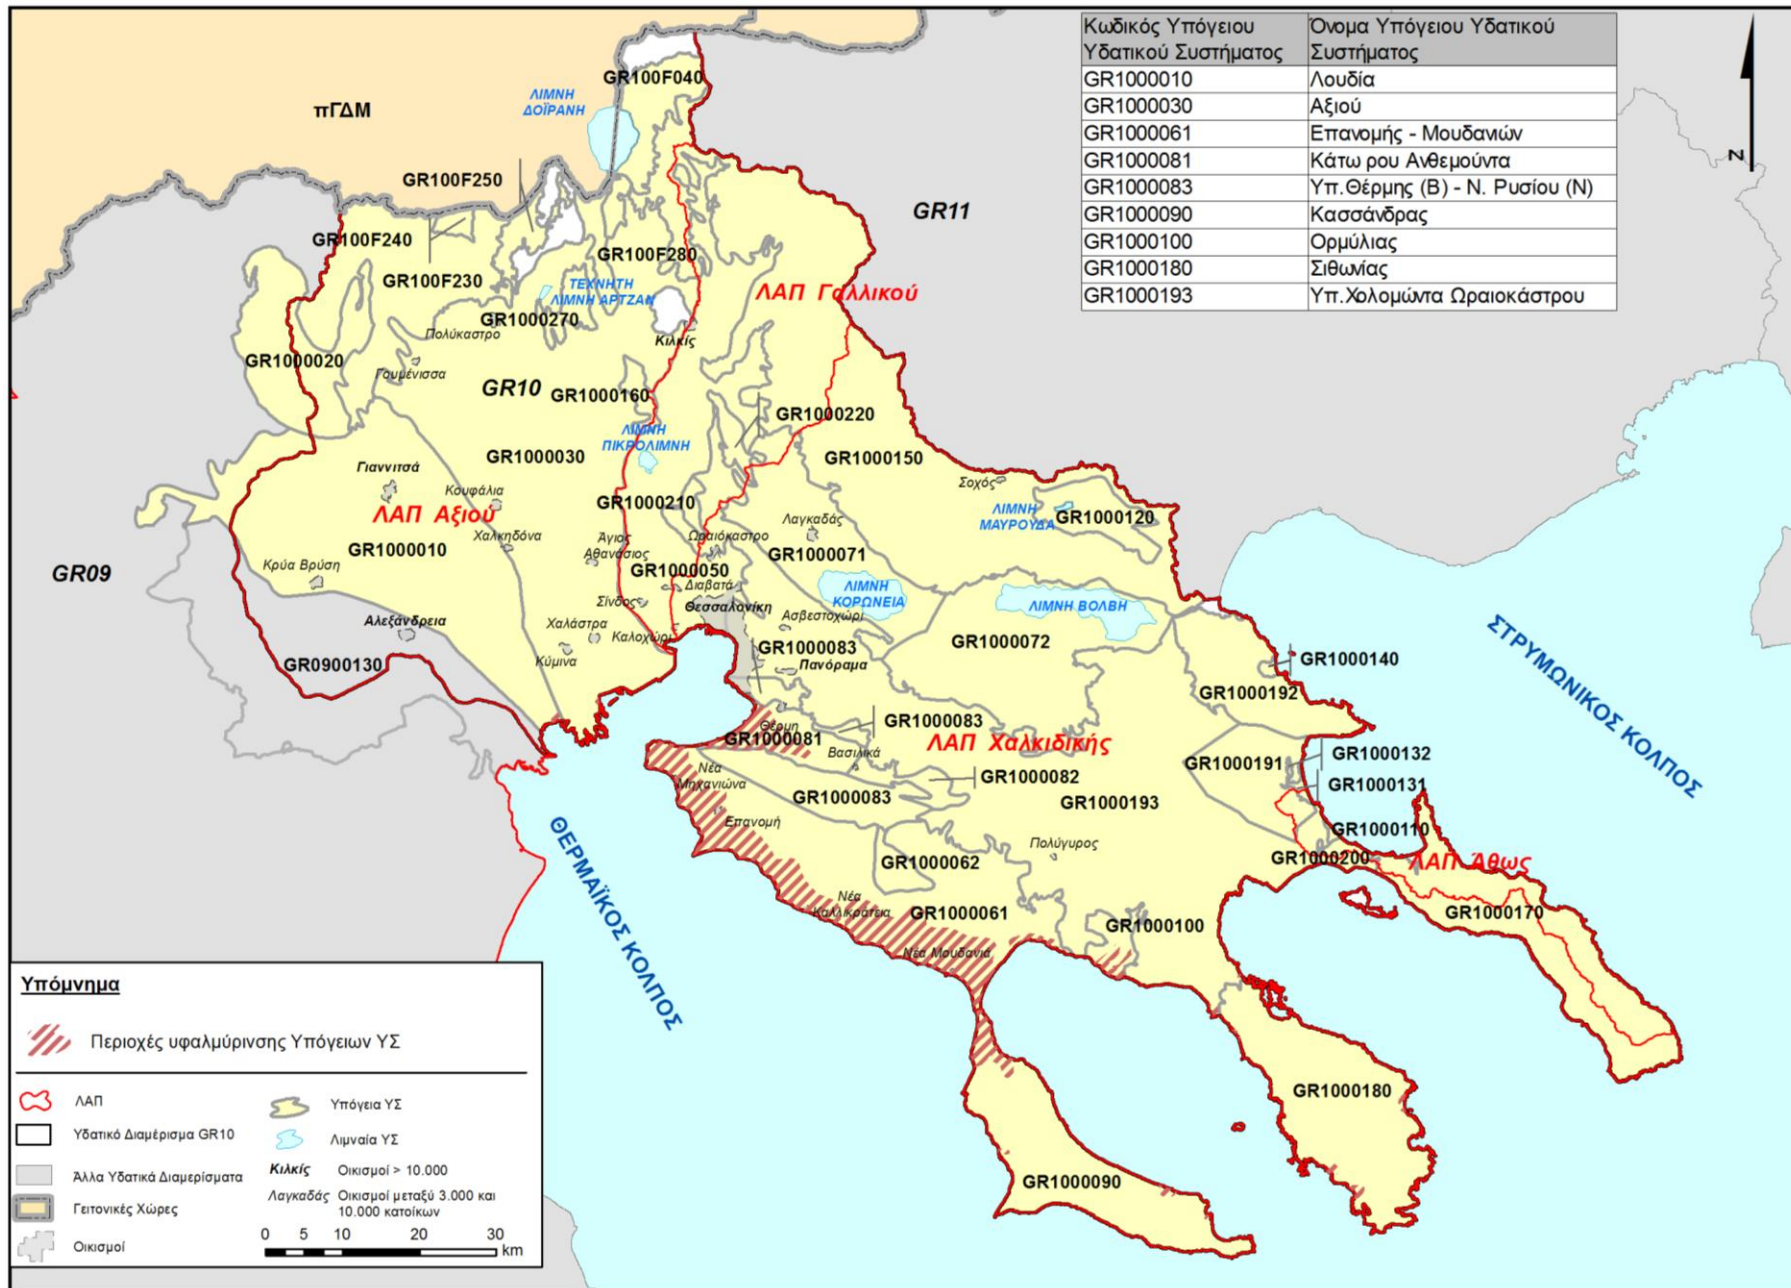 Κωδικός Υπόγειου Υδατικού Συστήματος
Όνομα Υπόγειου Υδατικού Συστήματος
GR1000010 Λουδία
GR1000030 Αξιού
GR1000061 Επανομής - Μουδανιών
GR1000081 Κάτω ρου Ανθεμούντα
GR1000083 Υπ.Θέρμης (Β) - Ν. Ρυσίου (Ν)
GR1000090 Κασσάνδρας
GR1000100 Ορμύλιας
GR1000180 Σιθωνίας
GR1000193 Υπ.Χολομώντα Ωραιοκάστρου
Z
GR100F040
ΛΙΜΝΗ
ΔΟΪΡΑΝΗ
πΓΔΜ
GR100F250
GR11
GR100F240
GR100F280
GR100F230
ΤΕΧΝΗΤΗ
ΛΙΜΝΗ ΑΡΤΖΑΝ
ΛΑΠ Γαλλικού
GR1000270
Πολύκαστρο
Κιλκίς
GR1000020
Γουμένισσα
GR10
GR1000160
GR1000220
ΛΙΜΝΗ
ΠΙΚΡΟΛΙΜΝΗ
GR1000030
GR1000150
Γιαννιτσά
Σοχός
Κουφάλια
GR1000210
ΛΙΜΝΗ
ΜΑΥΡΟΥΔΑ
GR1000120
ΛΑΠ Αξιού
Λαγκαδάς
Χαλκηδόνα
Άγιος
Αθανάσιος
Ωραιόκαστρο
GR1000010
GR1000071
Κρύα Βρύση
GR1000050
GR09
Διαβατά
ΛΙΜΝΗ
ΚΟΡΩΝΕΙΑ
ΛΙΜΝΗ ΒΟΛΒΗ
Σίνδος
Θεσσαλονίκη
Ασβεστοχώρι
Αλεξάνδρεια
Χαλάστρα
Καλοχώρι
GR1000072
GR1000083
Πανόραμα
GR0900130
Κύμινα
GR1000140
GR1000192
ΣΤΡΥΜΩΝΙΚΟΣ ΚΟΛΠΟΣ
GR1000083
Θέρμη
GR1000081
ΛΑΠ Χαλκιδικής
Βασιλικά
GR1000132
GR1000191
Νέα
Μηχανιώνα
GR1000082
GR1000131
GR1000083
GR1000193
Επανομή
GR1000110
Πολύγυρος
GR1000200
GR1000062
ΛΑΠ Άθως
ΘΕΡΜΑΪΚΟΣ ΚΟΛΠΟΣ
Νέα
Καλλικράτεια
GR1000061
GR1000170
GR1000100
Νέα Μουδανιά
GR1000180
GR1000090
Υπόμνημα
Περιοχές υφαλμύρινσης Υπόγειων ΥΣ
ΛΑΠ
Υπόγεια ΥΣ
Υδατικό Διαμέρισμα GR10
Λιμναία ΥΣ
Άλλα Υδατικά Διαμερίσματα
Κιλκίς Οικισμοί > 10.000
Γειτονικές Χώρες
Λαγκαδάς Οικισμοί μεταξύ 3.000 και
10.000 κατοίκων
Οικισμοί
0 5 10 20 30
km